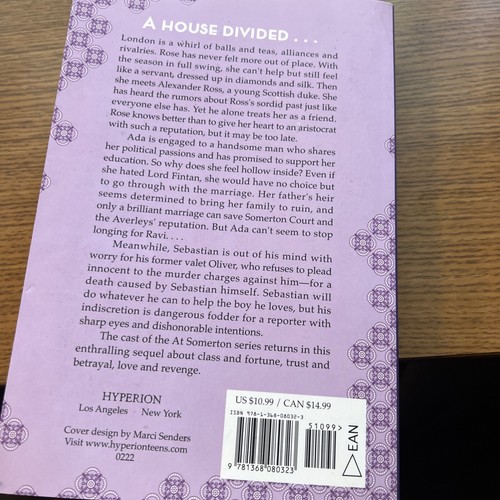 A HOUSE DIVIDED . . .
London is a whirl of balls and teas, alliances and
rivalries. Rose has never felt more out of place. With
the season in full swing, she can't help but still feel
like a servant, dressed up in diamonds and silk. Then
she meets Alexander Ross, a young Scottish duke. She
has heard the rumors about Ross's sordid past just like
everyone else has. Yet he alone treats her as a friend.
Rose knows better than to give her heart to an aristocrat
with such a reputation, but it may be too late.
Ada is engaged to a handsome man who shares
her political passions and has promised to support her
education. So why does she feel hollow inside? Even if
she hated Lord Fintan, she would have no choice but
to go through with the marriage. Her father's heir
seems determined to bring her family to ruin, and
only a brilliant marriage can save Somerton Court and
the Averleys' reputation. But Ada can't seem to stop
longing for Ravi. . . .
Meanwhile, Sebastian is out of his mind with
worry for his former valet Oliver, who refuses to plead
innocent to the murder charges against him—for a
death caused by Sebastian himself. Sebastian will
do whatever he can to help the boy he loves, but his
indiscretion is dangerous fodder for a reporter with
sharp eyes and dishonorable intentions.
The cast of the At Somerton series returns in this
enthralling sequel about class and fortune, trust and
betrayal, love and revenge.
HYPERION
Los Angeles New York
Cover design by Marci Senders
Visit www.hyperionteens.com
0222
US $10.99 / CAN $14.99
ISBN 978-1-368-08032-3
51099>
9 781368 080323
EAN